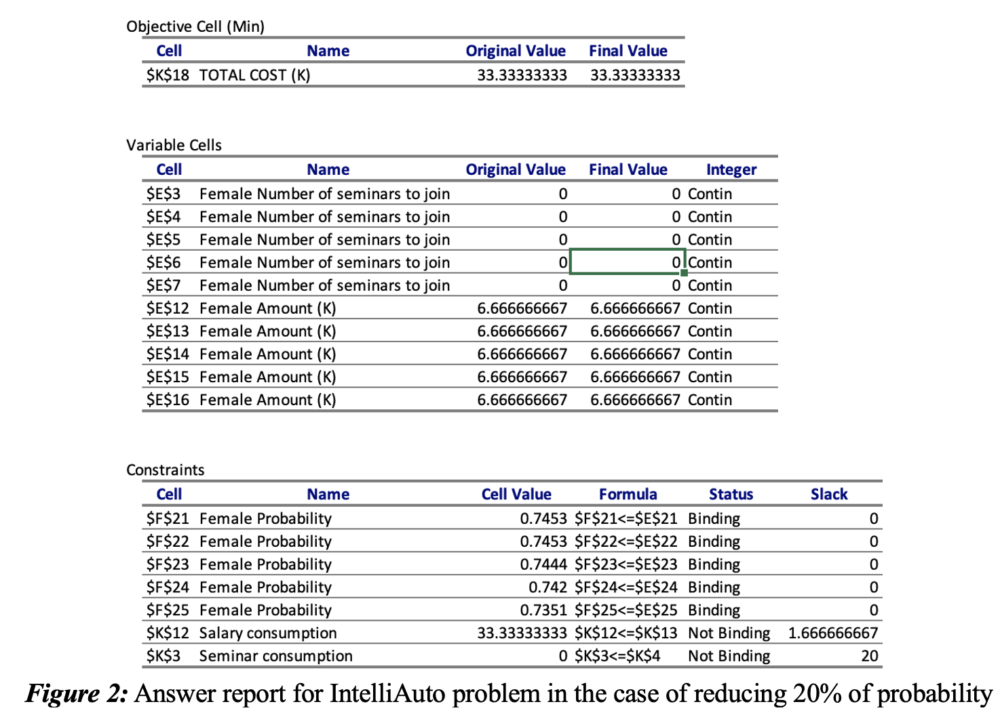 Objective Cell (Min)
Cell Name Original Value Final Value
$K$18 TOTAL COST (K) 33.33333333 33.33333333
Variable Cells
Cell Name Original Value Final Value Integer
$E$3 Female Number of seminars to join 0 0 Contin
$E$4 Female Number of seminars to join 0 0 Contin
$E$5 Female Number of seminars to join 0 0 Contin
$E$6 Female Number of seminars to join 0 0 Contin
$E$7 Female Number of seminars to join 0 0 Contin
$E$12 Female Amount (K) 6.666666667 6.666666667 Contin
$E$13 Female Amount (K) 6.666666667 6.666666667 Contin
$E$14 Female Amount (K) 6.666666667 6.666666667 Contin
$E$15 Female Amount (K) 6.666666667 6.666666667 Contin
$E$16 Female Amount (K) 6.666666667 6.666666667 Contin
Constraints
Cell Name Cell Value Formula Status Slack
$F$21 Female Probability 0.7453 $F$21<=$E$21 Binding 0
$F$22 Female Probability 0.7453 $F$22<=$E$22 Binding 0
$F$23 Female Probability 0.7444 $F$23<=$E$23 Binding 0
$F$24 Female Probability 0.742 $F$24<=$E$24 Binding 0
$F$25 Female Probability 0.7351 $F$25<=$E$25 Binding 0
$K$12 Salary consumption 33.33333333 $K$12<=$K$13 Not Binding 1.666666667
$K$3 Seminar consumption 0 $K$3<=$K$4 Not Binding 20
Figure 2: Answer report for IntelliAuto problem in the case of reducing 20% of probability